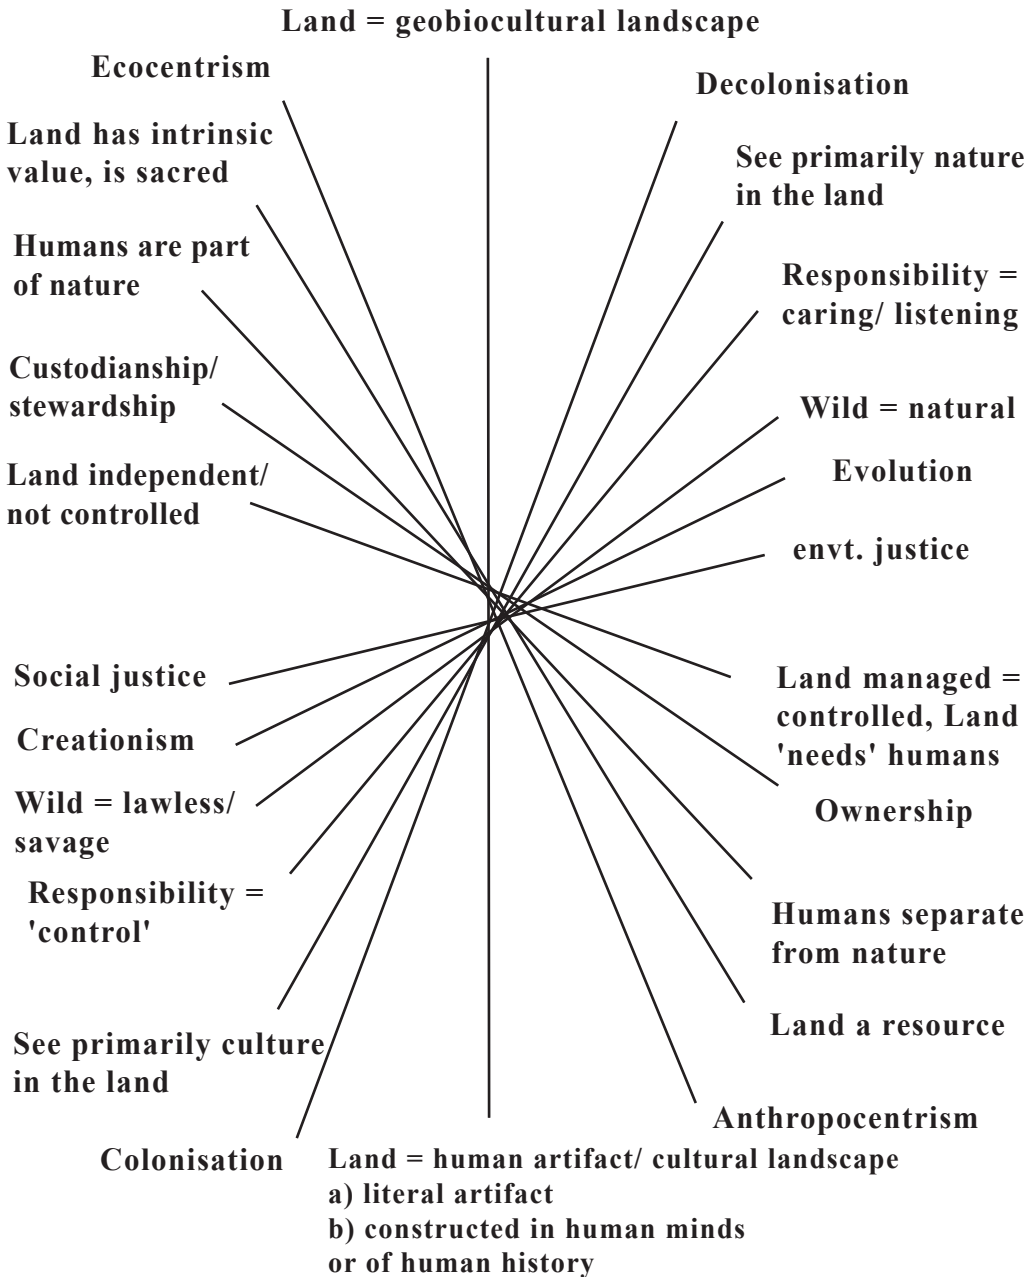 Land = geobiocultural landscape
Ecocentrism
Decolonisation
Land has intrinsic
value, is sacred
See primarily nature
in the land
Humans are part
of nature
Responsibility =
caring/ listening
Custodianship/
stewardship
Wild = natural
Land independent/
not controlled
Evolution
envt. justice
Social justice
Land managed =
controlled, Land
'needs' humans
Creationism
Wild = lawless/
savage
Ownership
Responsibility =
'control'
Humans separate
from nature
See primarily culture
in the land
Land a resource
Anthropocentrism
Colonisation
Land = human artifact/ cultural landscape
a) literal artifact
b) constructed in human minds
or of human history